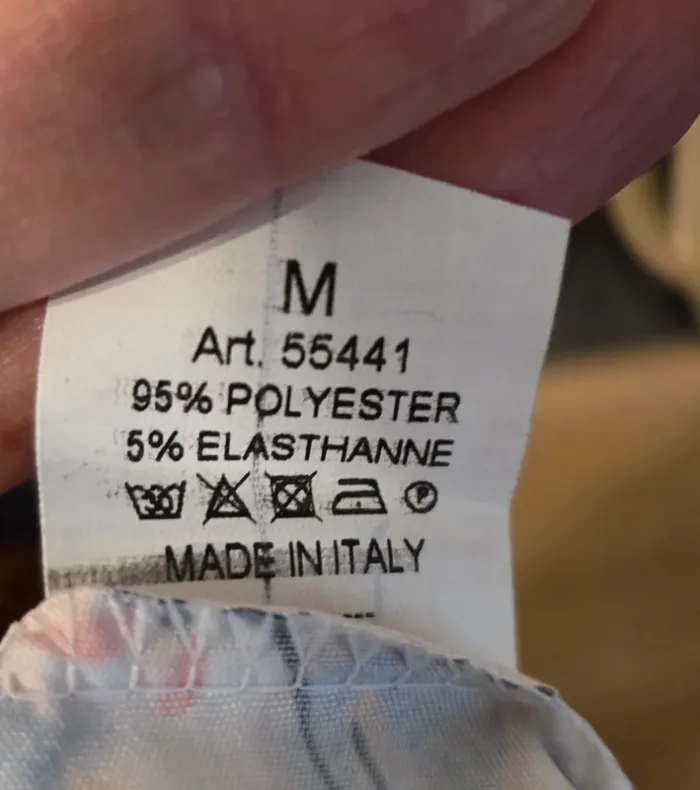 M
Art. 55441
95% POLYESTER
5% ELASTHANNE
30 P
MADE IN ITALY